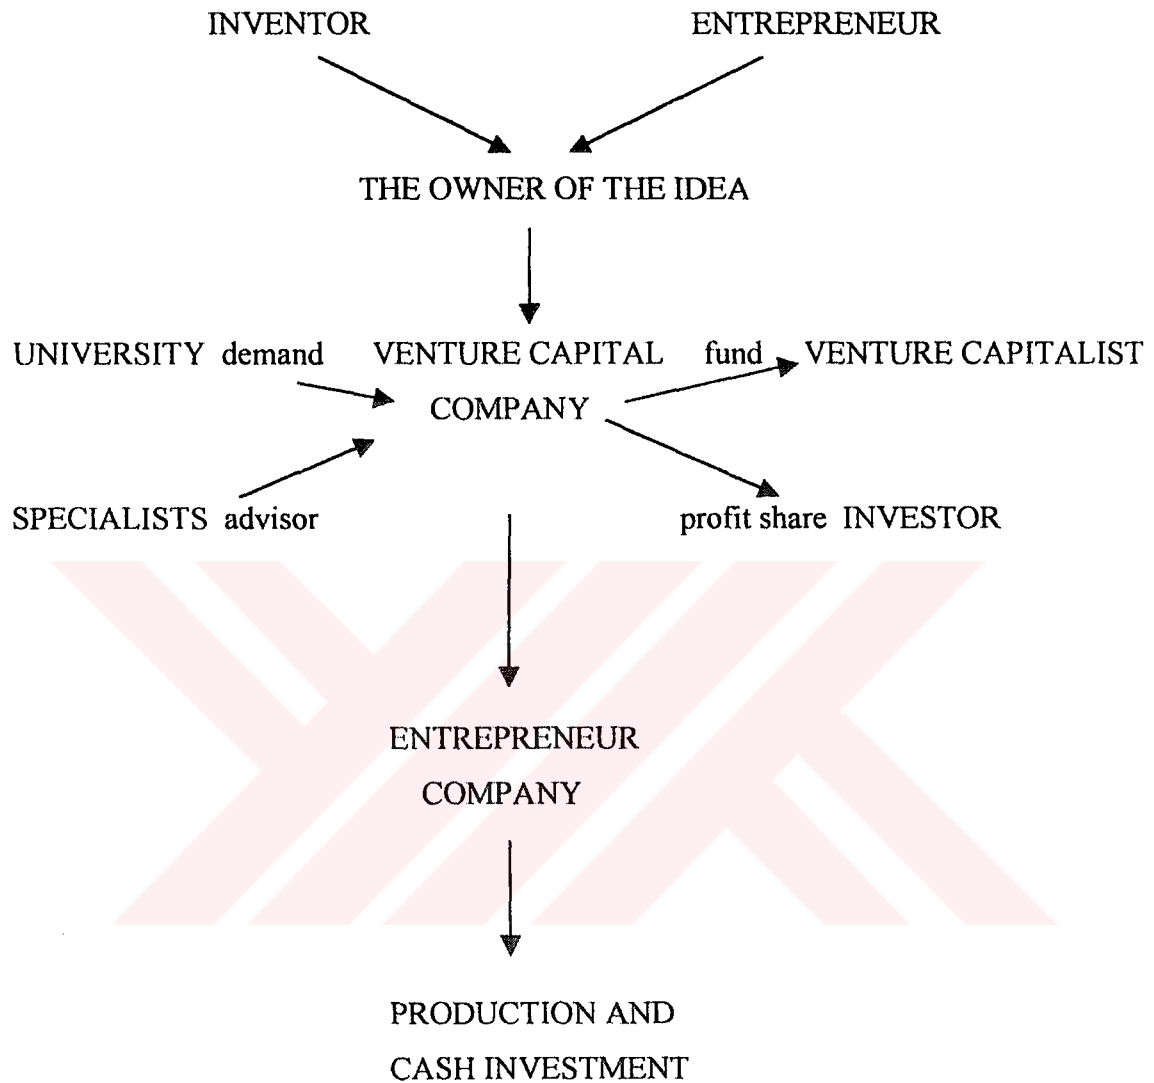 INVENTOR ENTREPRENEUR
THE OWNER OF THE IDEA
UNIVERSITY demand VENTURE CAPITAL fund VENTURE CAPITALIST
COMPANY
SPECIALISTS advisor profit share INVESTOR
ENTREPRENEUR
COMPANY
PRODUCTION AND
CASH INVESTMENT